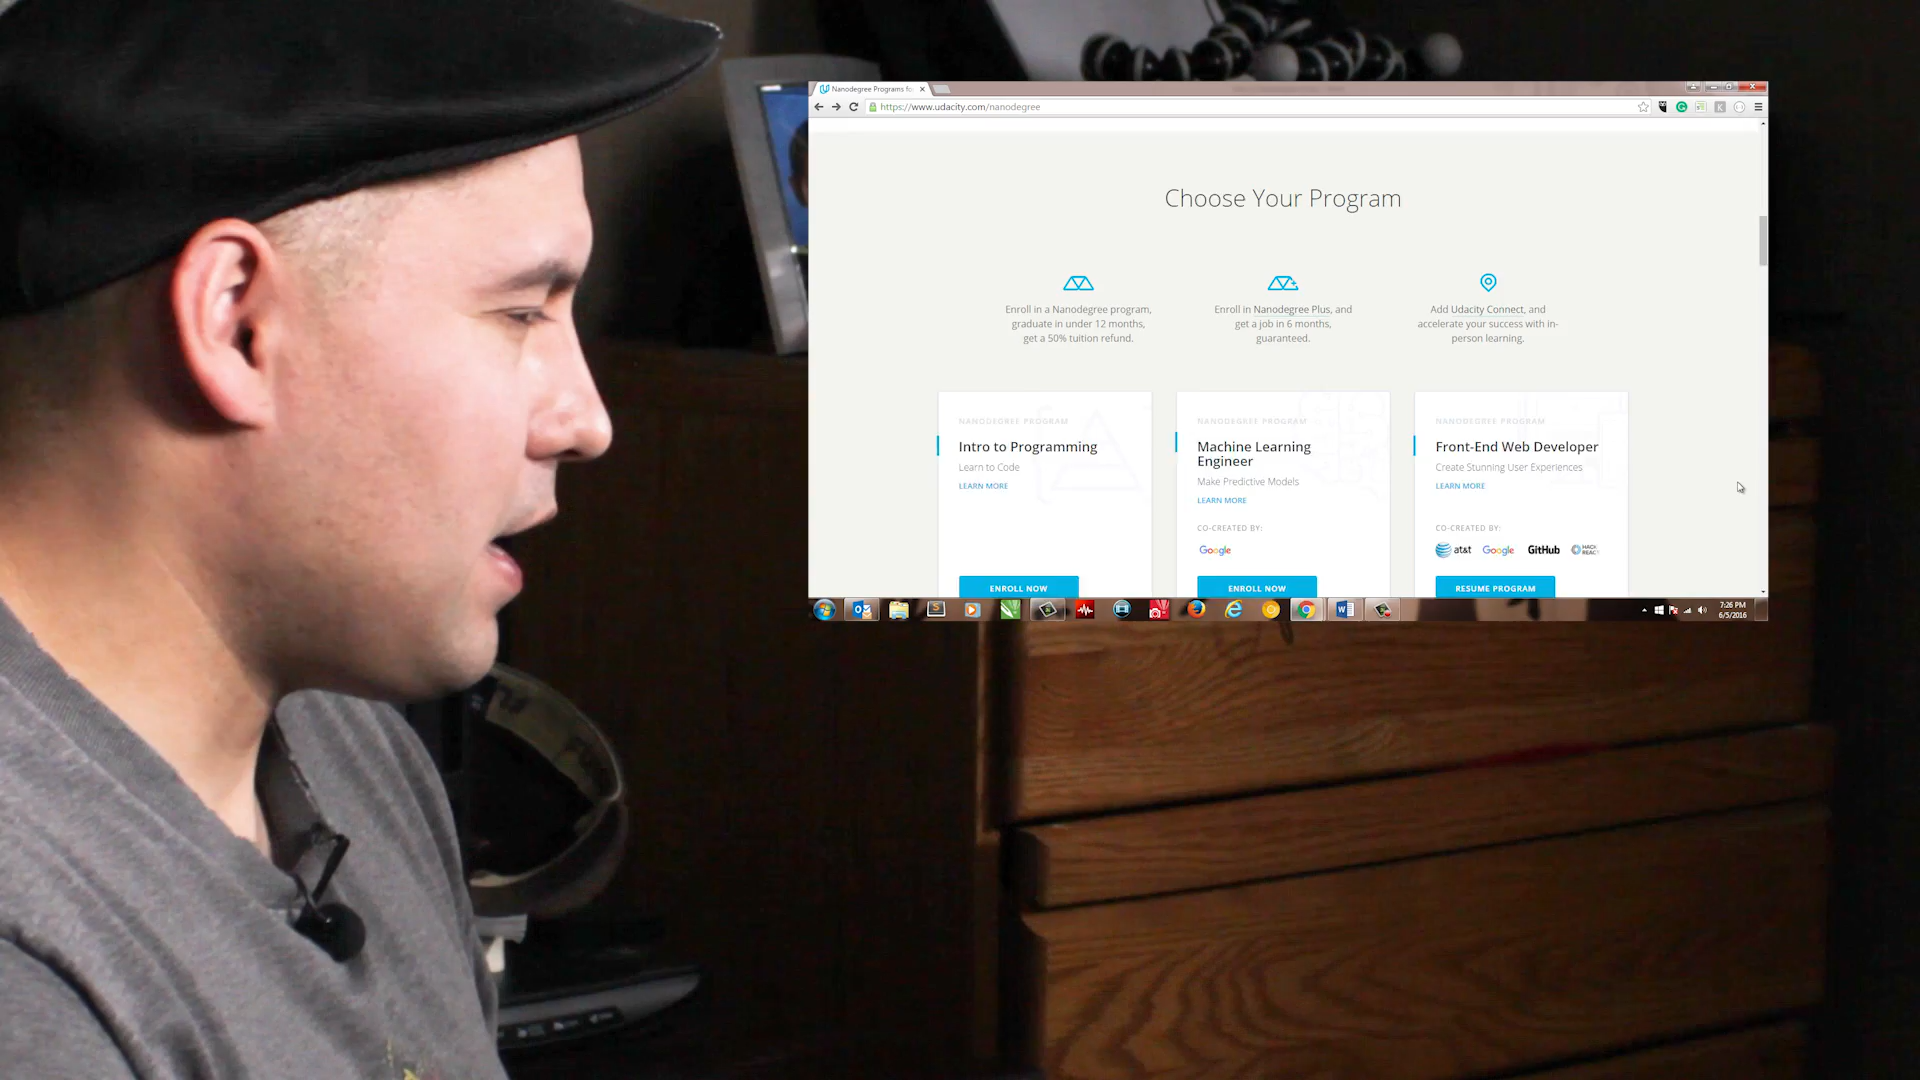 Nanodegree Programs fo
https://www.udacity.com/nanodegree
Choose Your Program
Enroll in a Nanodegree program,
graduate in under 12 months,
get a 50% tuition refund.
Enroll in Nanodegree Plus, and
get a job in 6 months,
guaranteed.
Add Udacity Connect, and
accelerate your success with in-
person learning.
NANODEGREE PROGRAM
Intro to Programming
Learn to Code
LEARN MORE
ENROLL NOW
NANODEGREE PROGRAM
Machine Learning
Engineer
Make Predictive Models
LEARN MORE
CO-CREATED BY:
Google
ENROLL NOW
NANODEGREE PROGRAM
Front-End Web Developer
Create Stunning User Experiences
LEARN MORE
CO-CREATED BY:
at&t Google GitHub HACK REAC
RESUME PROGRAM
7:26 PM
6/5/2016